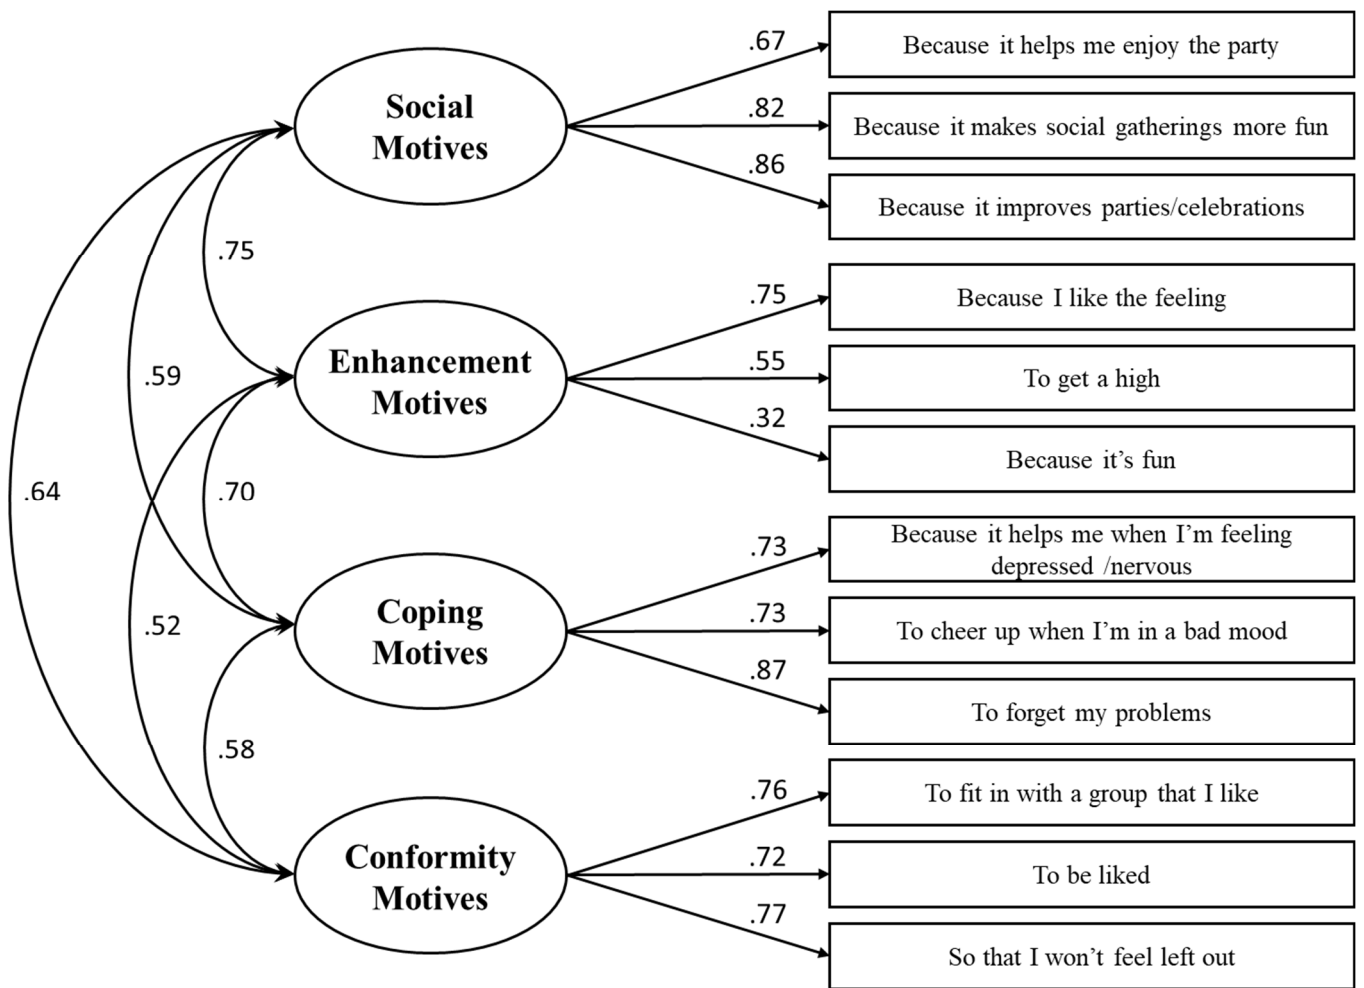 Social
Motives
.67
Because it helps me enjoy the party
.82
Because it makes social gatherings more fun
.86
Because it improves parties/celebrations
.75
Enhancement
Motives
.75
Because I like the feeling
.55
To get a high
.32
Because it’s fun
.59
.64
.70
Coping
Motives
.73
Because it helps me when I’m feeling
depressed /nervous
.73
To cheer up when I’m in a bad mood
.87
To forget my problems
.52
.58
Conformity
Motives
.76
To fit in with a group that I like
.72
To be liked
.77
So that I won’t feel left out